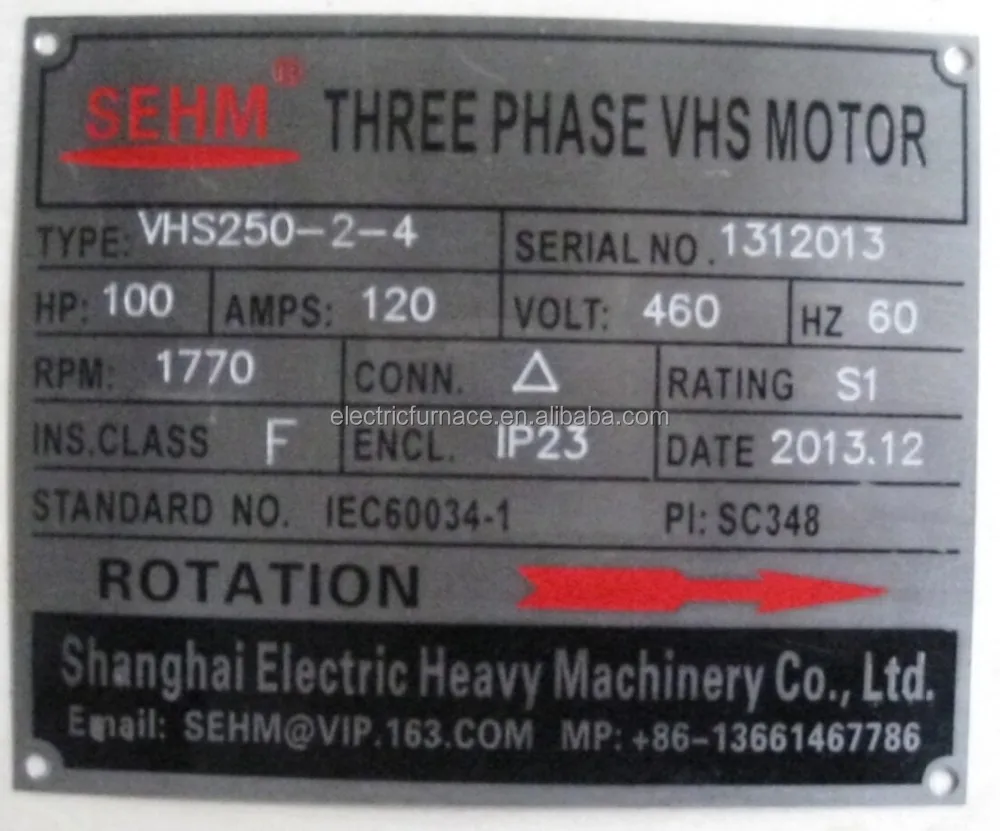 SEHM® THREE PHASE VHS MOTOR
TYPE: VHS250-2-4 SERIAL NO. 1312013
HP: 100 AMPS: 120 VOLT: 460 HZ 60
RPM: 1770 CONN. △ RATING S1
electricfurnace.en.alibaba.com
INS.CLASS F ENCL. IP23 DATE 2013.12
STANDARD NO. IEC60034-1 PI: SC348
ROTATION
Shanghai Electric Heavy Machinery Co., Ltd.
Email: SEHM@VIP.163.COM MP: +86-13661467786